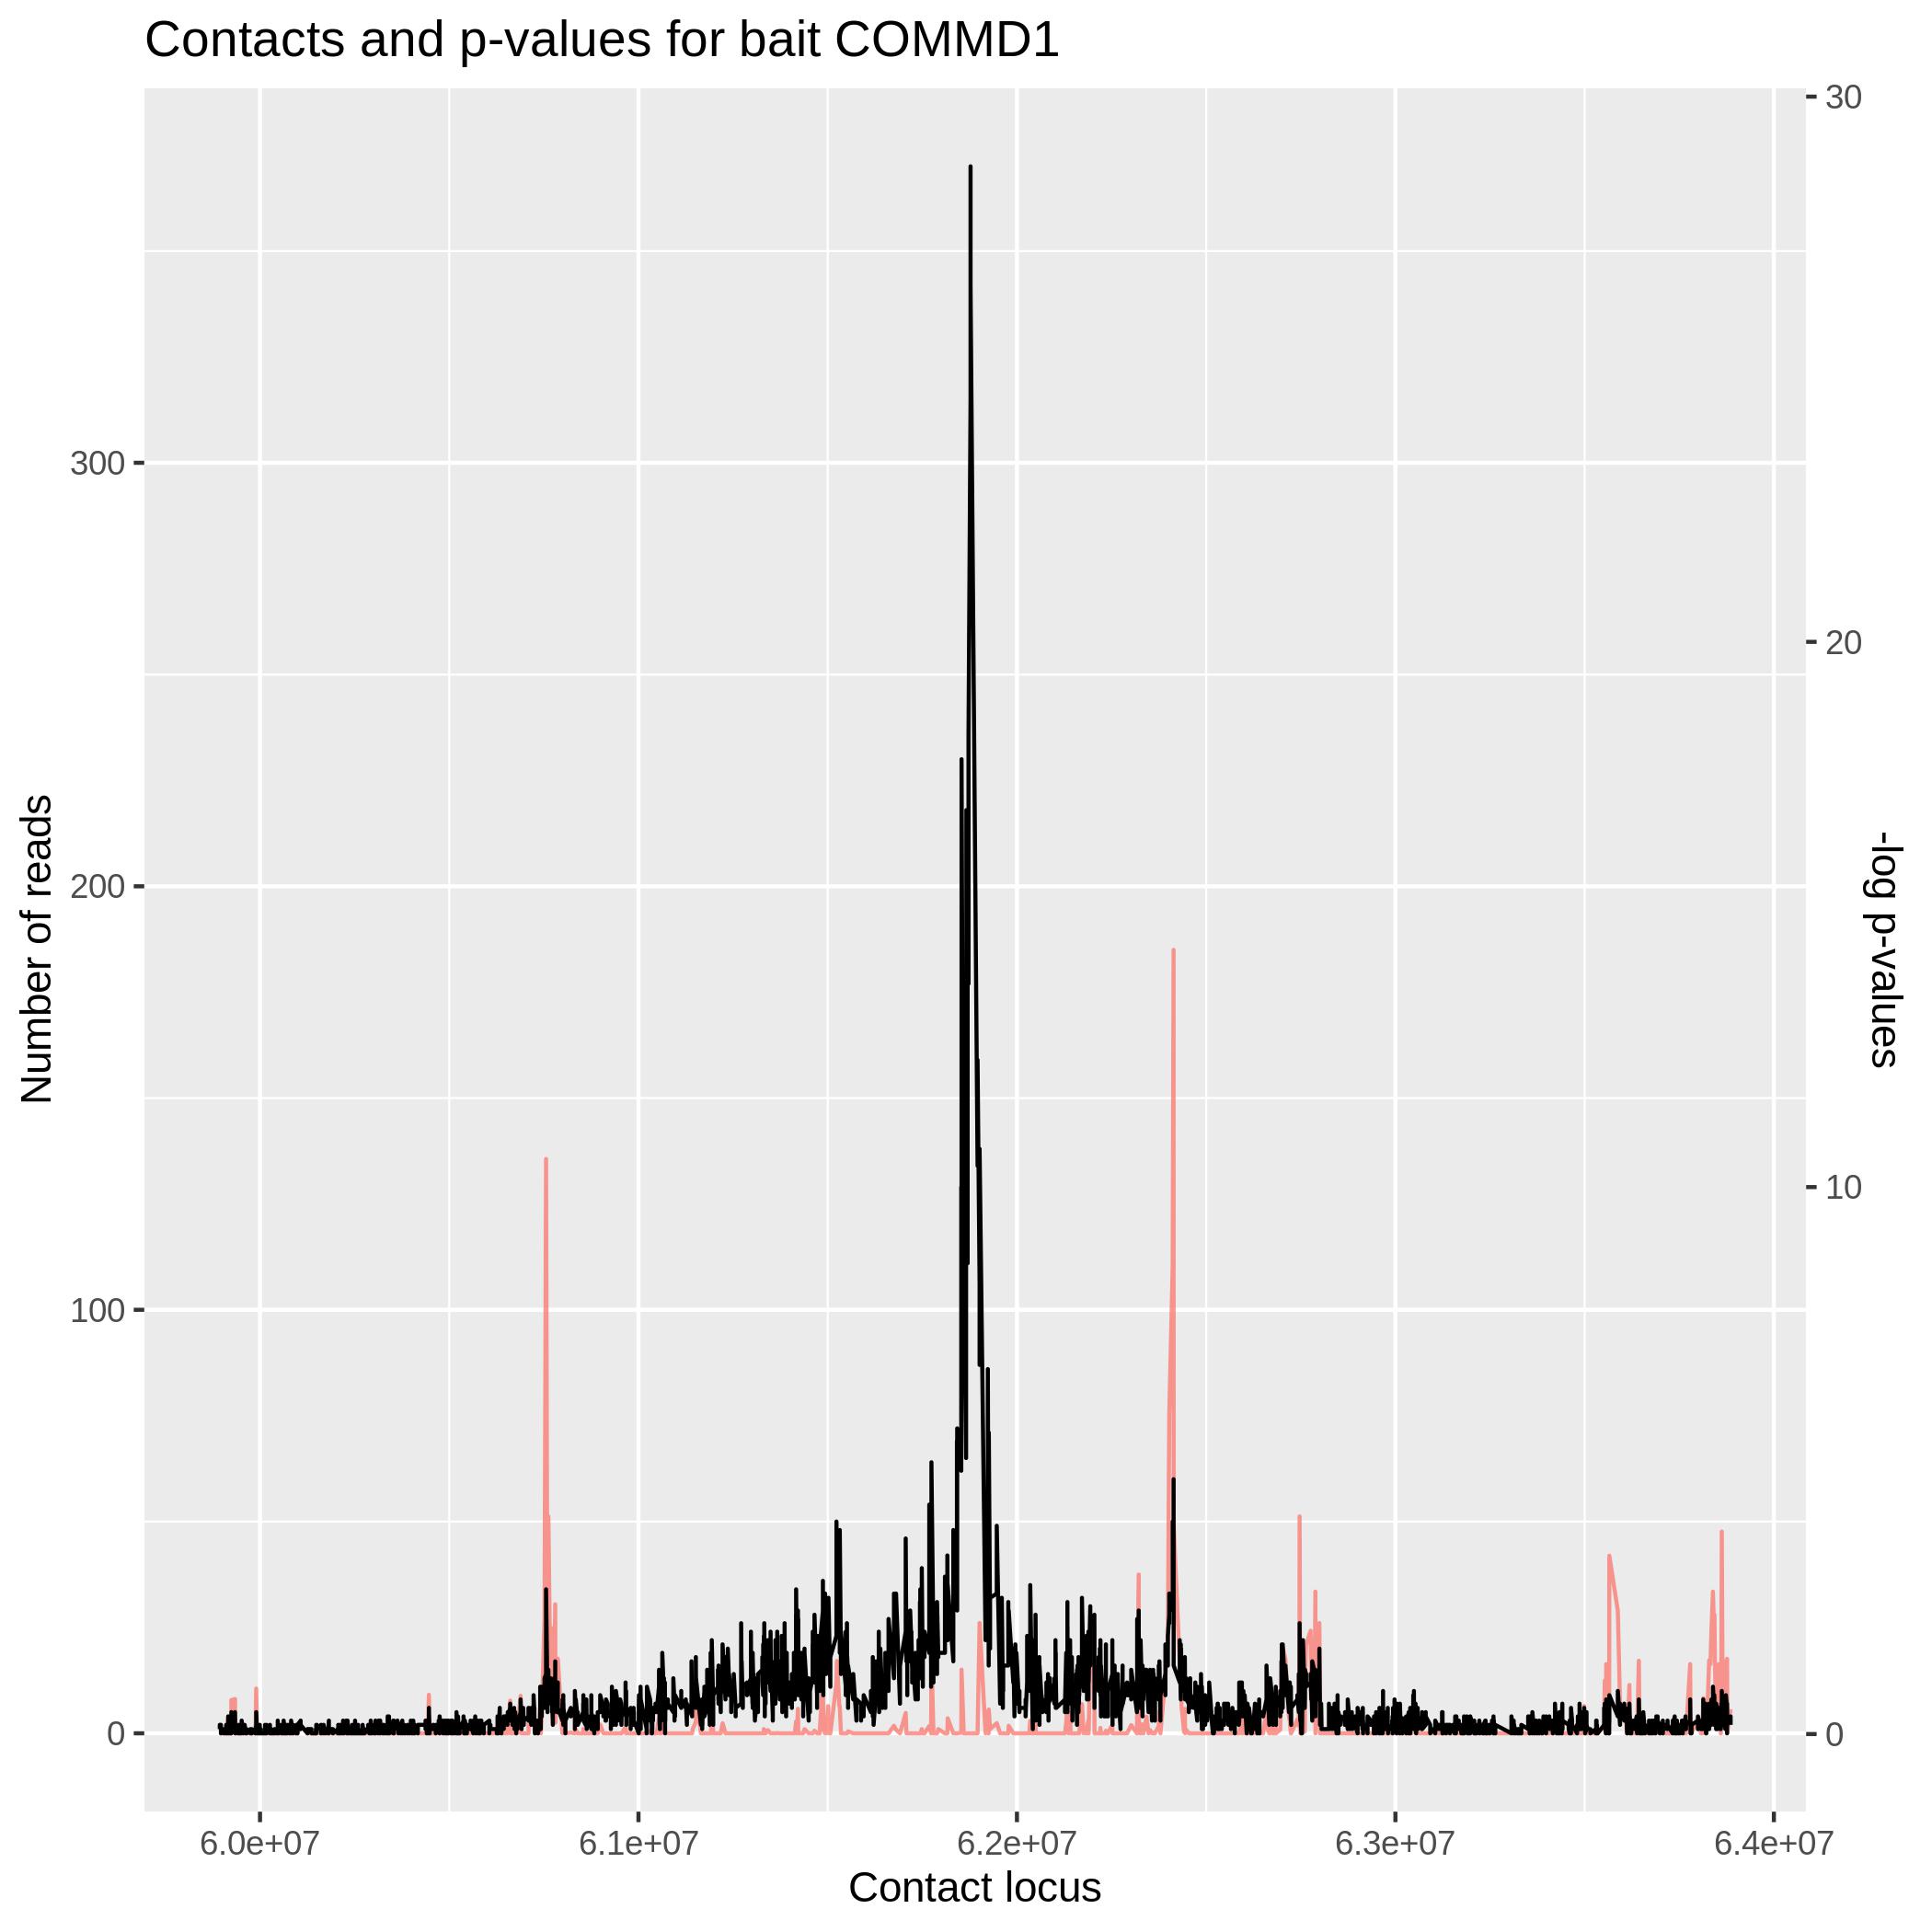 Contacts and p-values for bait COMMD1
30
300
20
200
10
100
0
0
Number of reads
-log p-values
6.0e+07
6.1e+07
6.2e+07
6.3e+07
6.4e+07
Contact locus